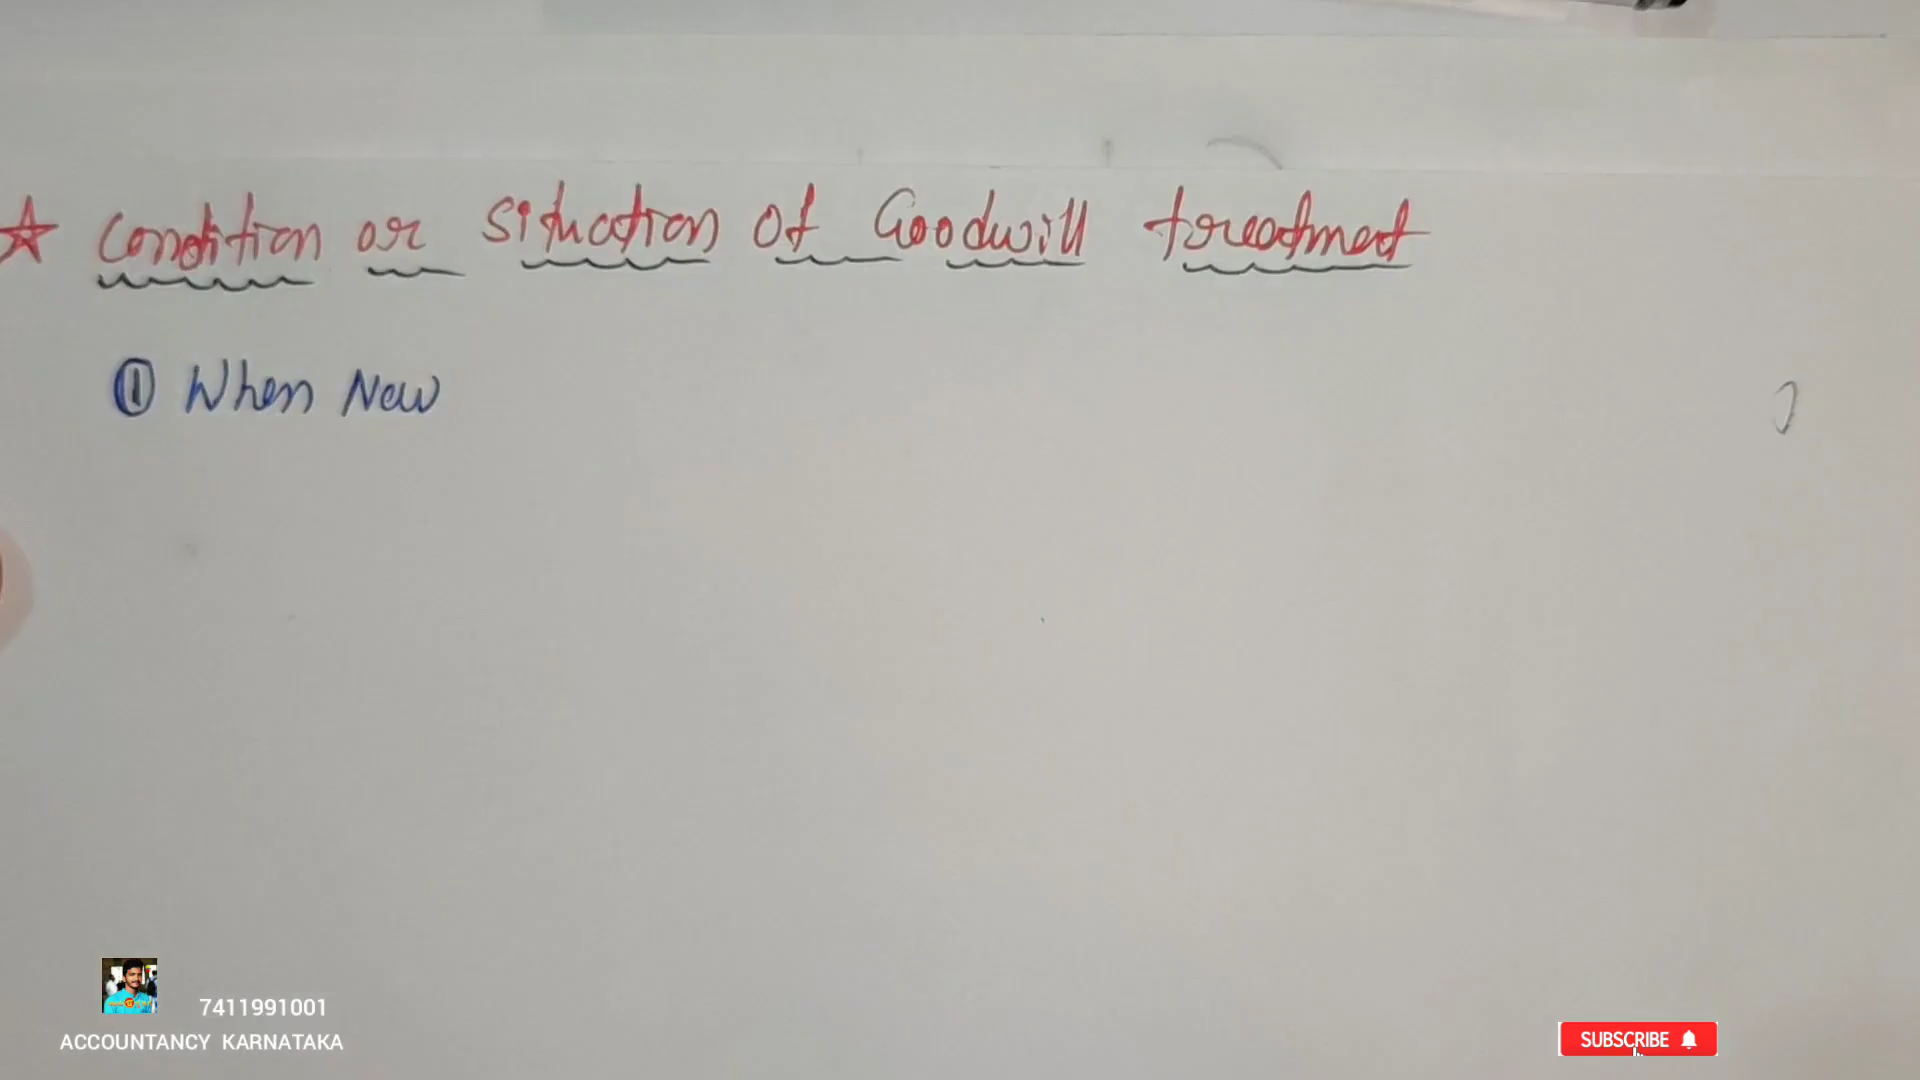 ☆ Condition or situation of Goodwill treatment
① When New
7411991001
ACCOUNTANCY KARNATAKA
SUBSCRIBE